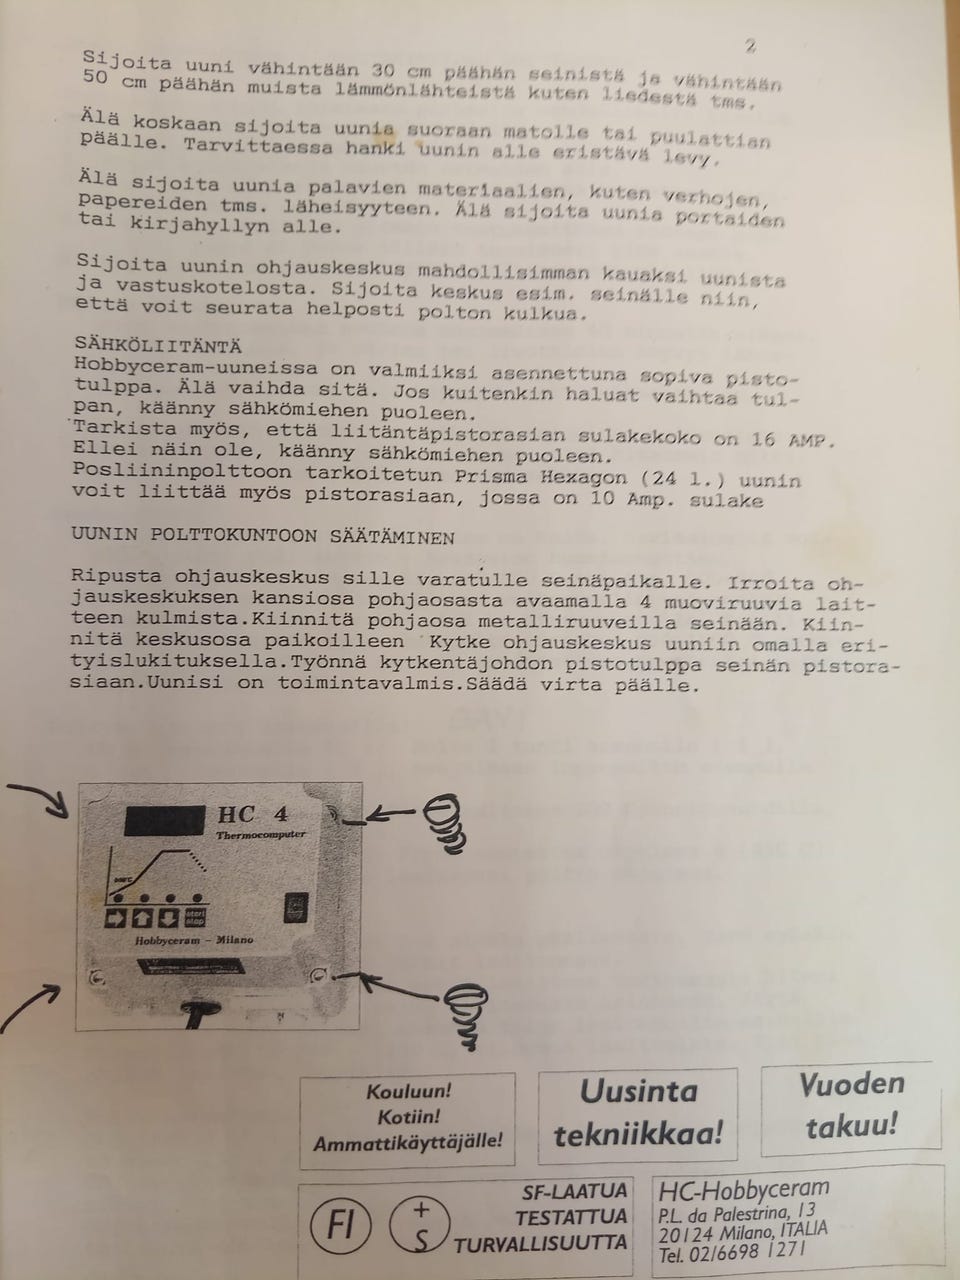 2
Sijoita uuni vähintään 30 cm päähän seinistä ja vähintään
50 cm päähän muista lämmönlähteistä kuten liedestä tms.
Älä koskaan sijoita uunia suoraan matolle tai puulattian
päälle. Tarvittaessa hanki uunin alle eristävä levy.
Älä sijoita uunia palavien materiaalien, kuten verhojen,
papereiden tms. läheisyyteen. Älä sijoita uunia portaiden
tai kirjahyllyn alle.
Sijoita uunin ohjauskeskus mahdollisimman kauaksi uunista
ja vastuskotelosta. Sijoita keskus esim. seinälle niin,
että voit seurata helposti polton kulkua.
SÄHKÖLIITÄNTÄ
Hobbyceram-uuneissa on valmiiksi asennettuna sopiva pisto-
tulppa. Älä vaihda sitä. Jos kuitenkin haluat vaihtaa tul-
pan, käänny sähkömiehen puoleen.
Tarkista myös, että liitäntäpistorasian sulakekoko on 16 AMP.
Ellei näin ole, käänny sähkömiehen puoleen.
Posliininpolttoon tarkoitetun Prisma Hexagon (24 l.) uunin
voit liittää myös pistorasiaan, jossa on 10 Amp. sulake
UUNIN POLTTOKUNTOON SÄÄTÄMINEN
Ripusta ohjauskeskus sille varatulle seinäpaikalle. Irroita oh-
jauskeskuksen kansiosa pohjaosasta avaamalla 4 muoviruuvia lait-
teen kulmista.Kiinnitä pohjaosa metalliruuveilla seinään. Kiin-
nitä keskusosa paikoilleen Kytke ohjauskeskus uuniin omalla eri-
tyislukituksella.Työnnä kytkentäjohdon pistotulppa seinän pistora-
siaan.Uunisi on toimintavalmis.Säädä virta päälle.
HC 4
Thermocomputer
Hobbyceram - Milano
Kouluun!
Kotiin!
Ammattikäyttäjälle!
Uusinta
tekniikkaa!
Vuoden
takuu!
FI
+
S
SF-LAATUA
TESTATTUA
TURVALLISUUTTA
HC-Hobbyceram
P.L. da Palestrina, 13
20124 Milano, ITALIA
Tel. 02/6698 1271